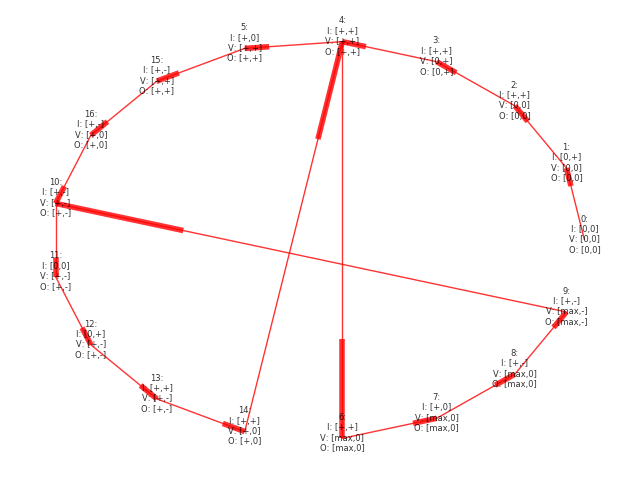 5:
I: [+,0]
V: [+,+]
O: [+,+]
4:
I: [+,+]
V: [+,+]
O: [+,+]
3:
I: [+,+]
V: [0,+]
O: [0,+]
15:
I: [+,-]
V: [+,+]
O: [+,+]
2:
I: [+,+]
V: [0,0]
O: [0,0]
16:
I: [+,-]
V: [+,0]
O: [+,0]
1:
I: [0,+]
V: [0,0]
O: [0,0]
10:
I: [+,-]
V: [+,-]
O: [+,-]
0:
I: [0,0]
V: [0,0]
O: [0,0]
11:
I: [0,0]
V: [+,-]
O: [+,-]
9:
I: [+,-]
V: [max,-]
O: [max,-]
12:
I: [0,+]
V: [+,-]
O: [+,-]
8:
I: [+,-]
V: [max,0]
O: [max,0]
13:
I: [+,+]
V: [+,-]
O: [+,-]
7:
I: [+,0]
V: [max,0]
O: [max,0]
14:
I: [+,+]
V: [+,0]
O: [+,0]
6:
I: [+,+]
V: [max,0]
O: [max,0]